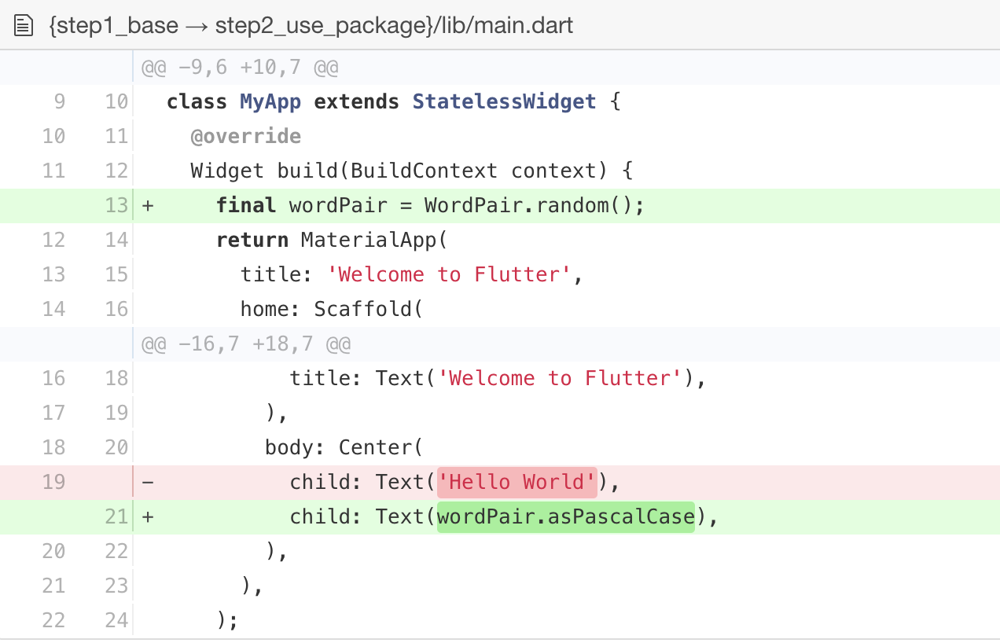 {step1_base → step2_use_package}/lib/main.dart
@@ -9,6 +10,7 @@
9 10 class MyApp extends StatelessWidget {
10 11 @override
11 12 Widget build(BuildContext context) {
13 + final wordPair = WordPair.random();
12 14 return MaterialApp(
13 15 title: 'Welcome to Flutter',
14 16 home: Scaffold(
@@ -16,7 +18,7 @@
16 18 title: Text('Welcome to Flutter'),
17 19 ),
18 20 body: Center(
19 - child: Text('Hello World'),
21 + child: Text(wordPair.asPascalCase),
20 22 ),
21 23 ),
22 24 );